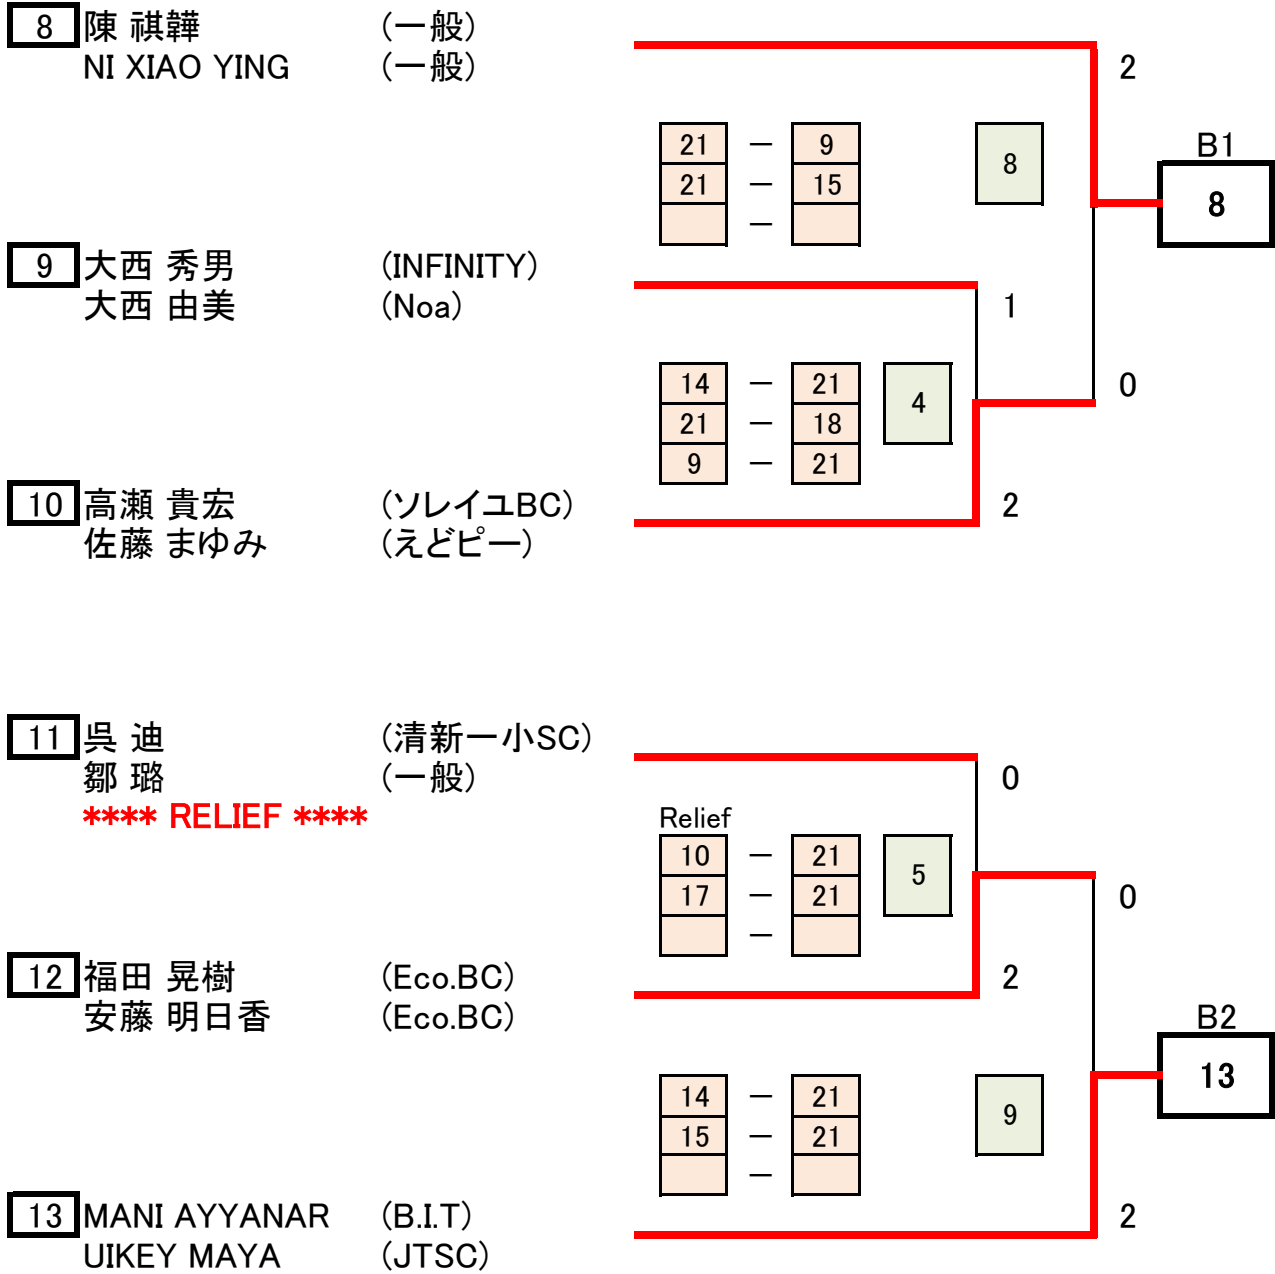 8 陳 祺韡 (一般)
NI XIAO YING (一般)
2
21 － 9
8
B1
21 － 15
8
－
9 大西 秀男 (INFINITY)
大西 由美 (Noa)
1
14 － 21
4
0
21 － 18
9 － 21
10 高瀬 貴宏 (ソレイユBC)
2
佐藤 まゆみ (えどピー)
11 呉 迪 (清新一小SC)
鄒 璐 (一般)
0
**** RELIEF ****
Relief
10 － 21
5
17 － 21
0
－
12 福田 晃樹 (Eco.BC)
2
安藤 明日香 (Eco.BC)
B2
13
14 － 21
9
15 － 21
－
13 MANI AYYANAR (B.I.T)
2
UIKEY MAYA (JTSC)